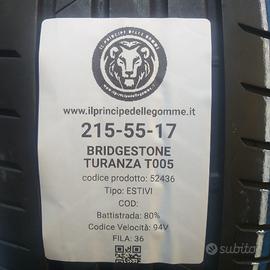 IL PRINCIPE DELLE GOMME
www.ilprincipedellegomme.it
215-55-17
BRIDGESTONE
TURANZA T005
codice prodotto: 52436
Tipo: ESTIVI
COD:
Battistrada: 80%
Codice Velocità: 94V
FILA: 36
subito